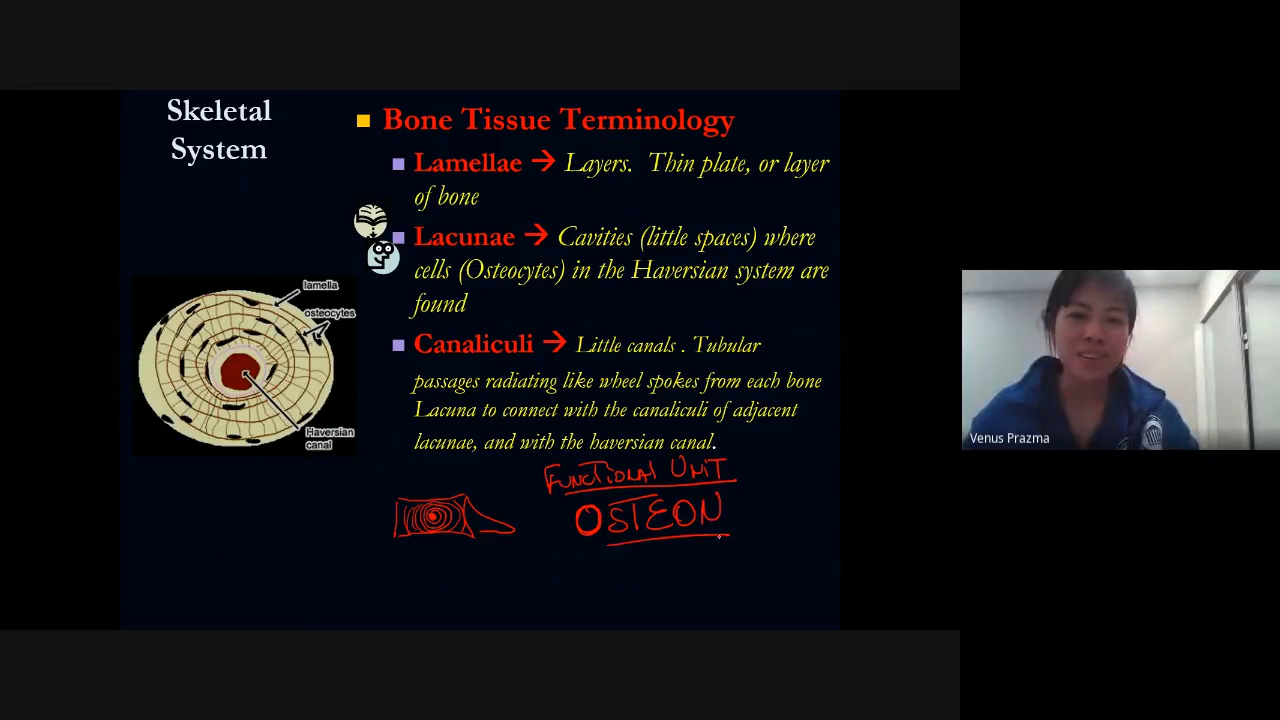 Skeletal
System
Bone Tissue Terminology
Lamellae → Layers. Thin plate, or layer
of bone
Lacunae → Cavities (little spaces) where
cells (Osteocytes) in the Haversian system are
found
Canaliculi → Little canals . Tubular
passages radiating like wheel spokes from each bone
Lacuna to connect with the canaliculi of adjacent
lacunae, and with the haversian canal.
lamella
osteocytes
Haversian
canal
FUNCTIONAL UNIT
OSTEON
Venus Prazma